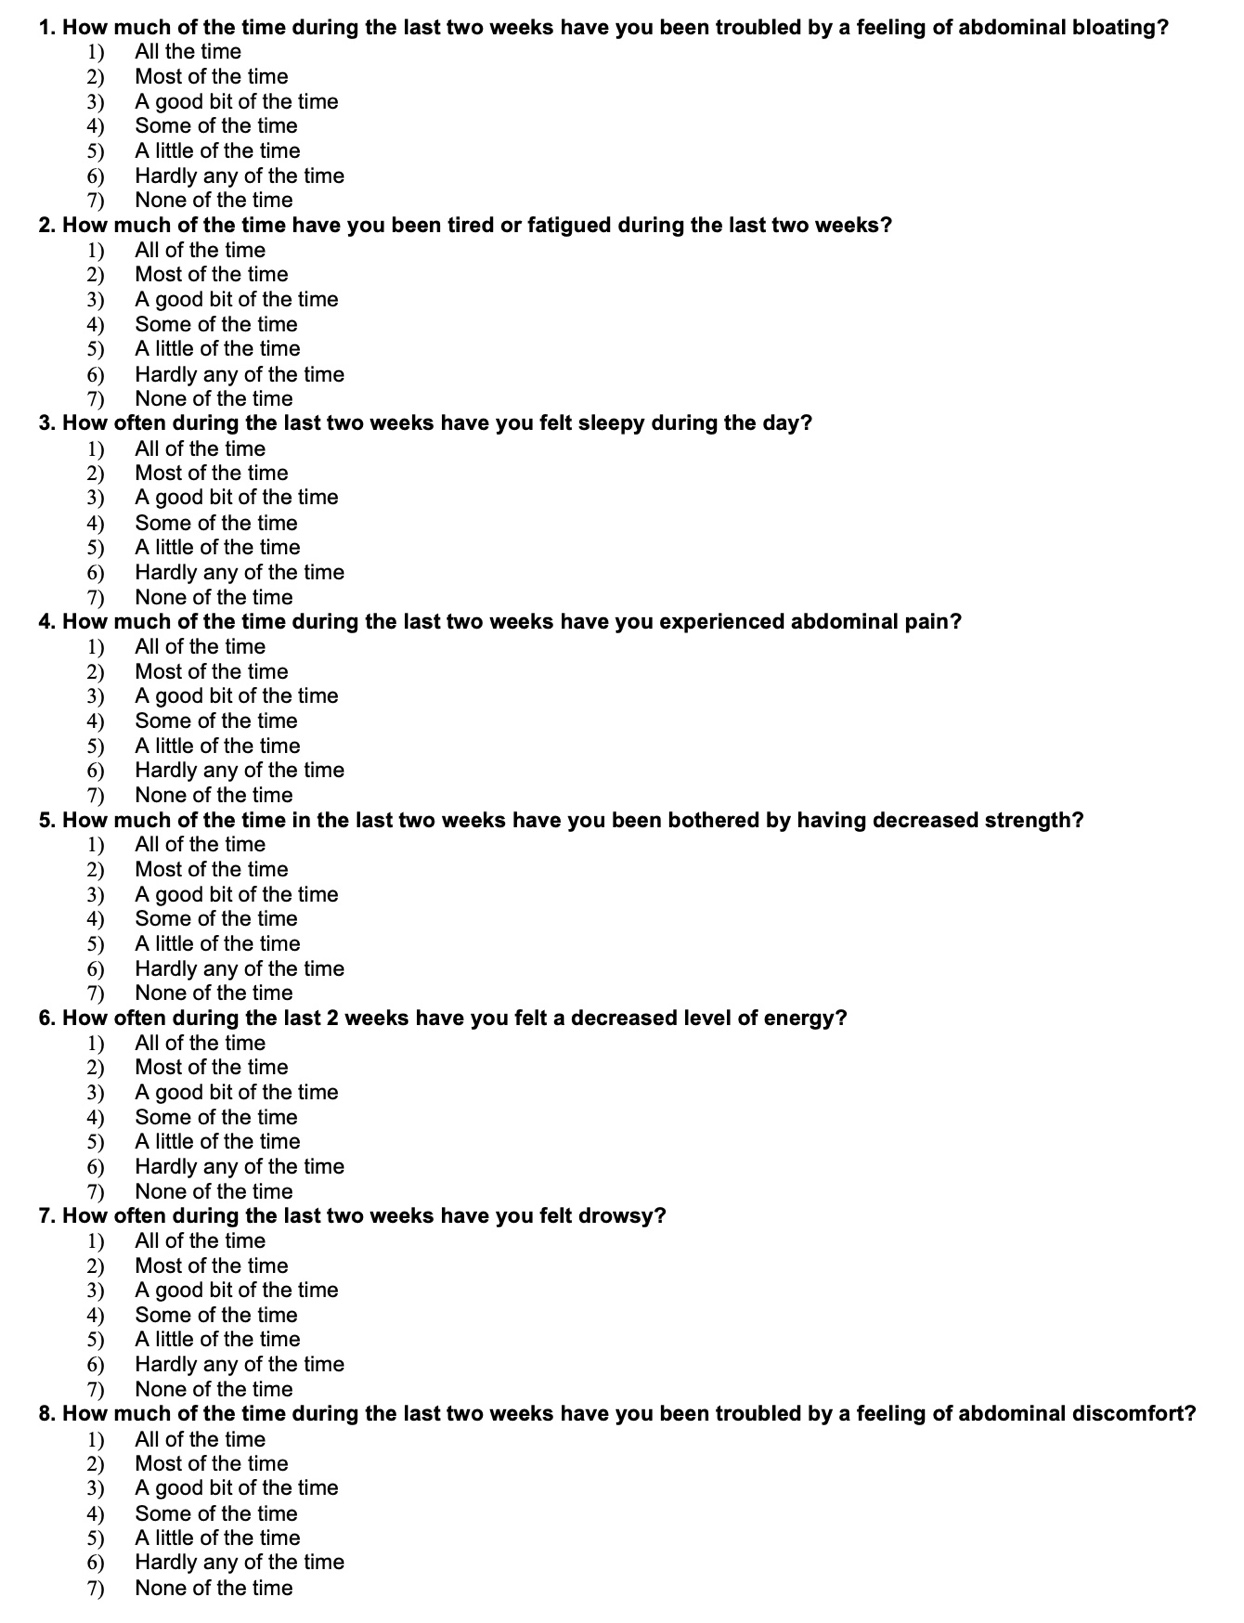 1. How much of the time during the last two weeks have you been troubled by a feeling of abdominal bloating?
1) All the time
2) Most of the time
3) A good bit of the time
4) Some of the time
5) A little of the time
6) Hardly any of the time
7) None of the time
2. How much of the time have you been tired or fatigued during the last two weeks?
1) All of the time
2) Most of the time
3) A good bit of the time
4) Some of the time
5) A little of the time
6) Hardly any of the time
7) None of the time
3. How often during the last two weeks have you felt sleepy during the day?
1) All of the time
2) Most of the time
3) A good bit of the time
4) Some of the time
5) A little of the time
6) Hardly any of the time
7) None of the time
4. How much of the time during the last two weeks have you experienced abdominal pain?
1) All of the time
2) Most of the time
3) A good bit of the time
4) Some of the time
5) A little of the time
6) Hardly any of the time
7) None of the time
5. How much of the time in the last two weeks have you been bothered by having decreased strength?
1) All of the time
2) Most of the time
3) A good bit of the time
4) Some of the time
5) A little of the time
6) Hardly any of the time
7) None of the time
6. How often during the last 2 weeks have you felt a decreased level of energy?
1) All of the time
2) Most of the time
3) A good bit of the time
4) Some of the time
5) A little of the time
6) Hardly any of the time
7) None of the time
7. How often during the last two weeks have you felt drowsy?
1) All of the time
2) Most of the time
3) A good bit of the time
4) Some of the time
5) A little of the time
6) Hardly any of the time
7) None of the time
8. How much of the time during the last two weeks have you been troubled by a feeling of abdominal discomfort?
1) All of the time
2) Most of the time
3) A good bit of the time
4) Some of the time
5) A little of the time
6) Hardly any of the time
7) None of the time